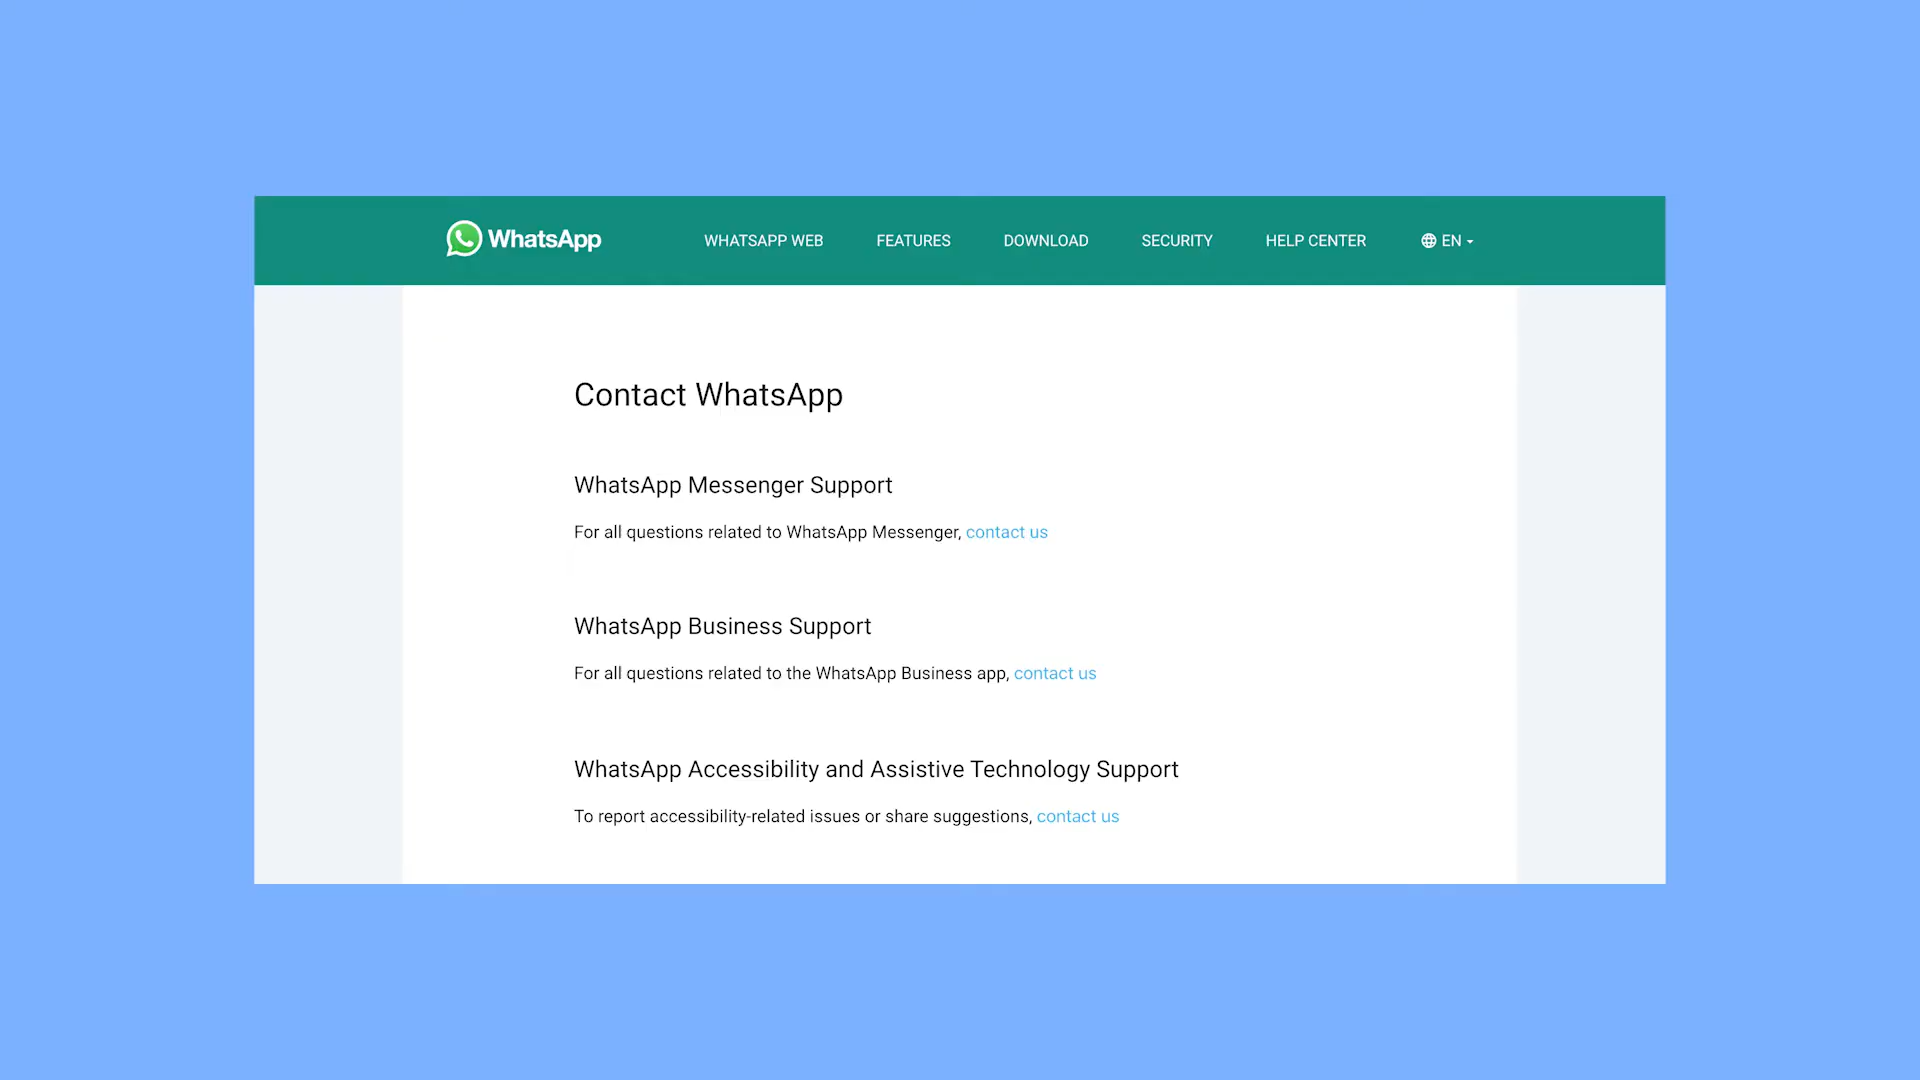 WhatsApp WHATSAPP WEB FEATURES DOWNLOAD SECURITY HELP CENTER EN
Contact WhatsApp
WhatsApp Messenger Support
For all questions related to WhatsApp Messenger, contact us
WhatsApp Business Support
For all questions related to the WhatsApp Business app, contact us
WhatsApp Accessibility and Assistive Technology Support
To report accessibility-related issues or share suggestions, contact us